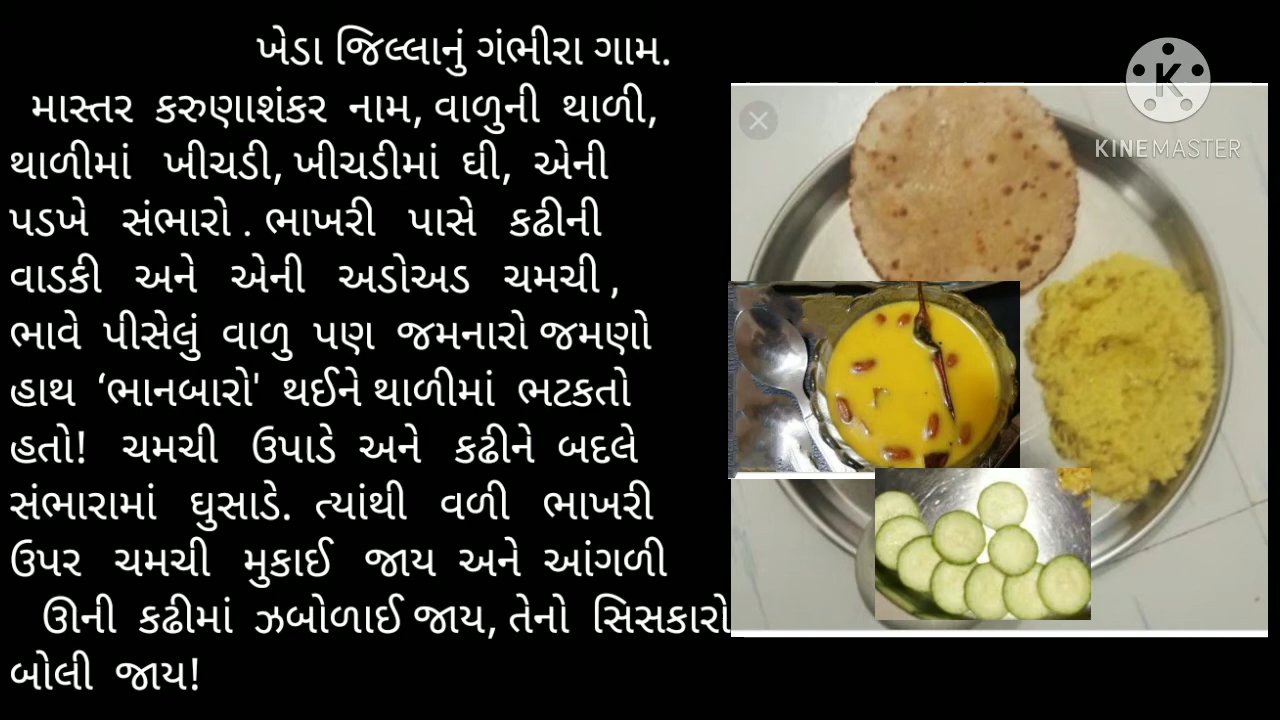 ખેડા જિલ્લાનું ગંભીરા ગામ.
માસ્તર કરુણાશંકર નામ, વાળુની થાળી,
થાળીમાં ખીચડી, ખીચડીમાં ઘી, એની
પડખે સંભારો . ભાખરી પાસે કઢીની
વાડકી અને એની અડોઅડ ચમચી ,
ભાવે પીસેલું વાળુ પણ જમનારો જમણો
હાથ ‘ભાનબારો' થઈને થાળીમાં ભટકતો
હતો! ચમચી ઉપાડે અને કઢીને બદલે
સંભારામાં ઘુસાડે. ત્યાંથી વળી ભાખરી
ઉપર ચમચી મુકાઈ જાય અને આંગળી
ઊની કઢીમાં ઝબોળાઈ જાય, તેનો સિસકારો
બોલી જાય!
K
KINEMASTER